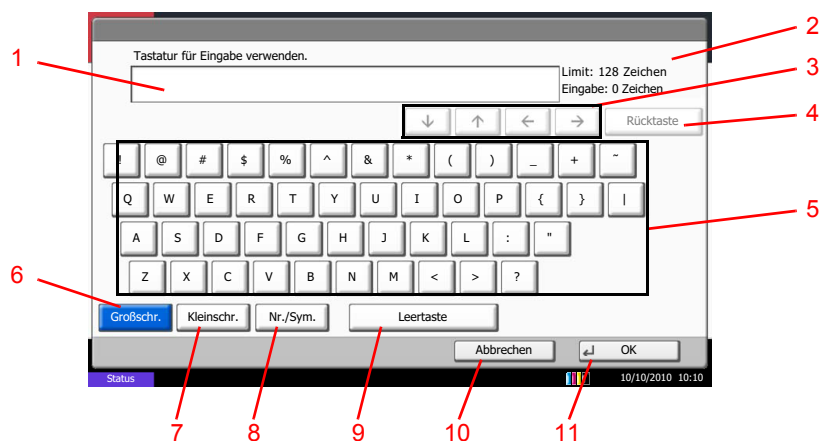 2
Tastatur für Eingabe verwenden.
1
Limit: 128 Zeichen
3
Eingabe: 0 Zeichen
↓ ↑ ← → Rücktaste
4
! @ # $ % ^ & * ( ) _ + ~
Q W E R T Y U I O P { } |
5
A S D F G H J K L : "
Z X C V B N M < > ?
6
Großschr. Kleinschr. Nr./Sym. Leertaste
Abbrechen OK
Status 10/10/2010 10:10
7 8 9 10 11